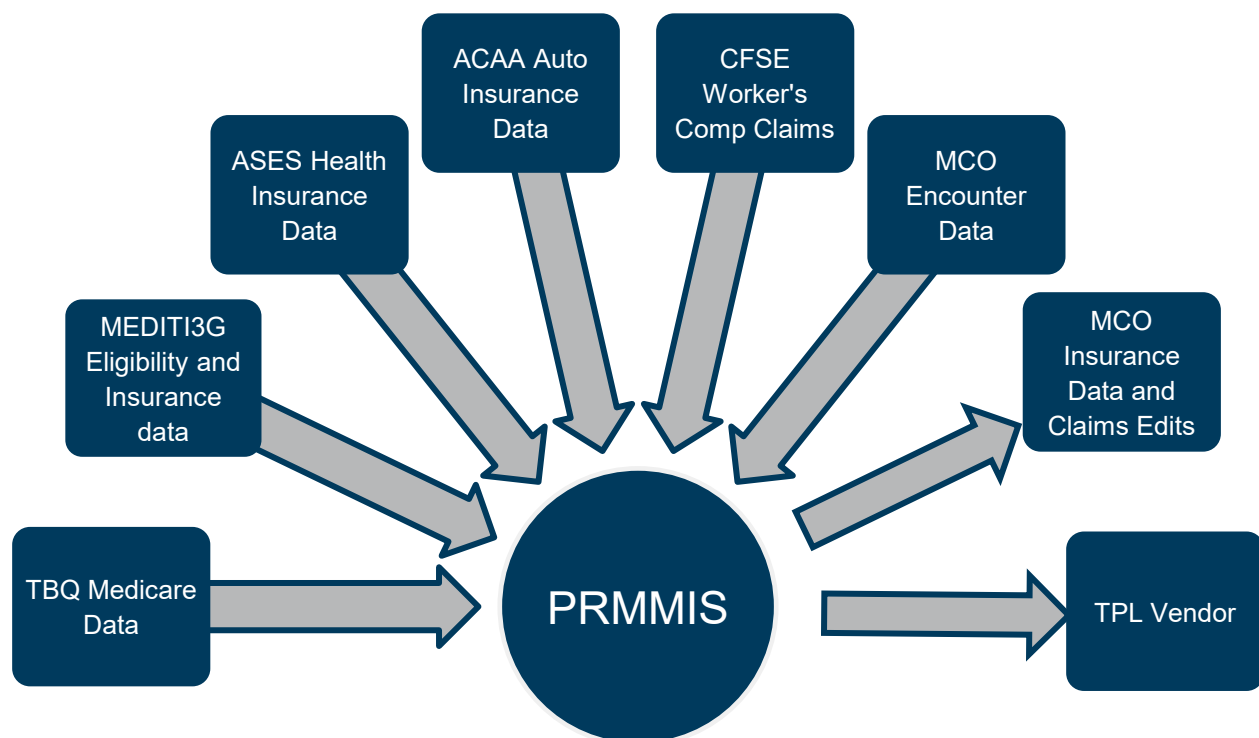 ACAA Auto
Insurance
Data
CFSE
Worker's
Comp Claims
ASES Health
Insurance
Data
MCO
Encounter
Data
MEDITI3G
Eligibility and
Insurance
data
MCO
Insurance
Data and
Claims Edits
TBQ Medicare
Data
PRMMIS
TPL Vendor